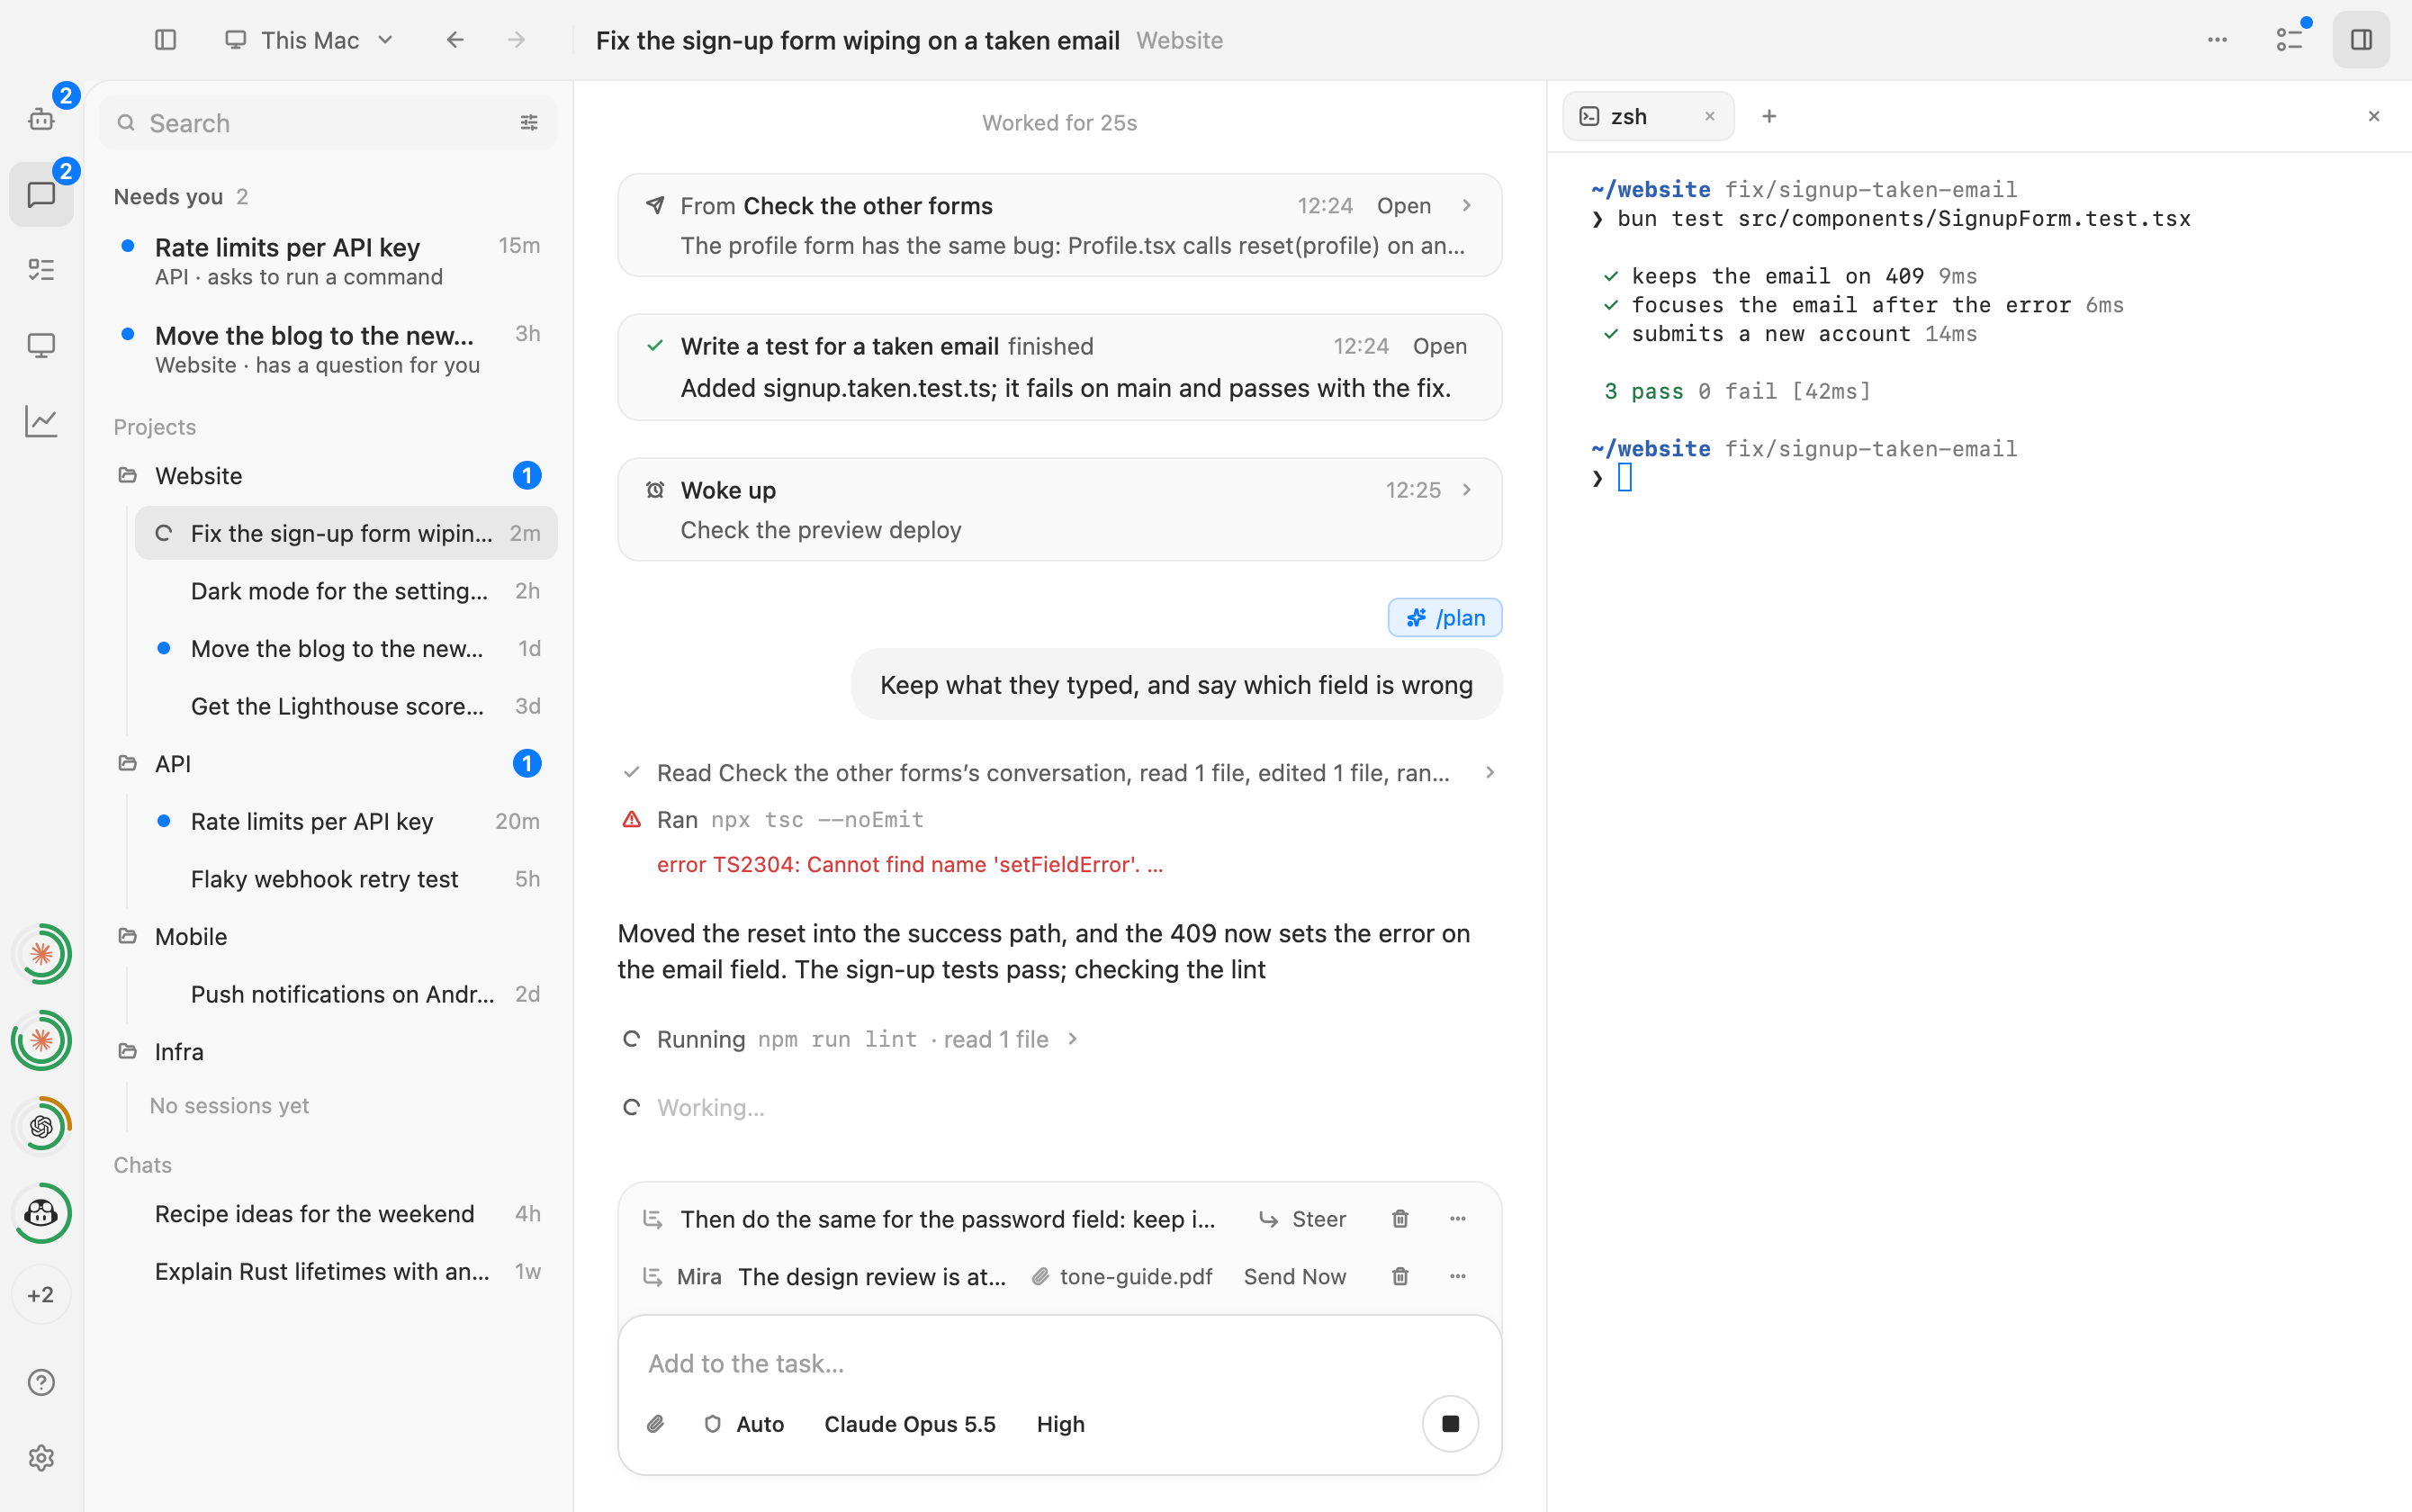 This Mac
Fix the sign-up form wiping on a taken email Website
2
2
+2
Search
Needs you 2
Rate limits per API key 15m
API · asks to run a command
Move the blog to the new... 3h
Website · has a question for you
Projects
Website 1
Fix the sign-up form wipin... 2m
Dark mode for the setting... 2h
Move the blog to the new... 1d
Get the Lighthouse score... 3d
API 1
Rate limits per API key 20m
Flaky webhook retry test 5h
Mobile
Push notifications on Andr... 2d
Infra
No sessions yet
Chats
Recipe ideas for the weekend 4h
Explain Rust lifetimes with an... 1w
Worked for 25s
From Check the other forms 12:24 Open
The profile form has the same bug: Profile.tsx calls reset(profile) on an...
Write a test for a taken email finished 12:24 Open
Added signup.taken.test.ts; it fails on main and passes with the fix.
Woke up 12:25
Check the preview deploy
/plan
Keep what they typed, and say which field is wrong
Read Check the other forms’s conversation, read 1 file, edited 1 file, ran...
Ran npx tsc --noEmit
error TS2304: Cannot find name 'setFieldError'. ...
Moved the reset into the success path, and the 409 now sets the error on
the email field. The sign-up tests pass; checking the lint
Running npm run lint · read 1 file
Working...
Then do the same for the password field: keep i... Steer
Mira The design review is at... tone-guide.pdf Send Now
Add to the task...
Auto Claude Opus 5.5 High
zsh
~/website fix/signup-taken-email
❯ bun test src/components/SignupForm.test.tsx
✓ keeps the email on 409 9ms
✓ focuses the email after the error 6ms
✓ submits a new account 14ms
3 pass 0 fail [42ms]
~/website fix/signup-taken-email
❯